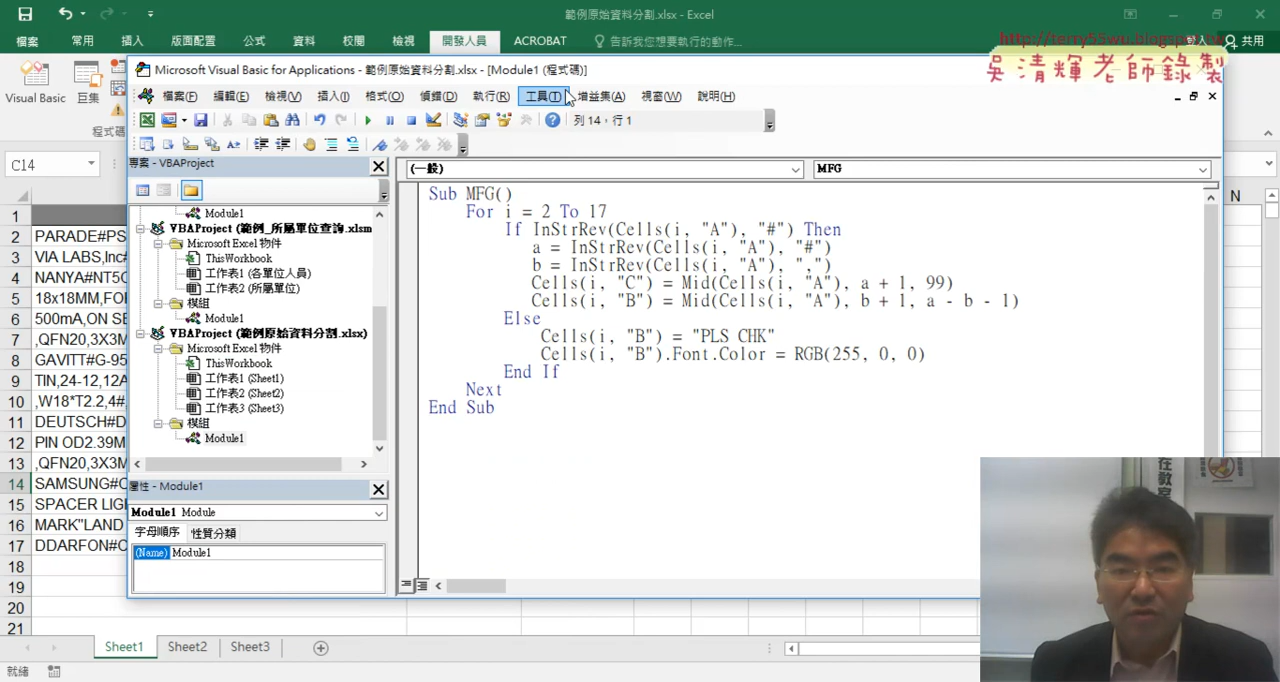 範例原始資料分割.xlsx - Excel
檔案 常用 插入 版面配置 公式 資料 校閱 檢視 開發人員 ACROBAT 告訴我您想要執行的動作... 登入 共用
http://terry55wu.blogspot.tw
吳清輝老師錄製
Visual Basic 巨集
程式碼
Microsoft Visual Basic for Applications - 範例原始資料分割.xlsx - [Module1 (程式碼)]
檔案(F) 編輯(E) 檢視(V) 插入(I) 格式(O) 偵錯(D) 執行(R) 工具(T) 增益集(A) 視窗(W) 說明(H)
列 14，行 1
C14
專案 - VBAProject
Module1
VBAProject (範例_所屬單位查詢.xlsm
Microsoft Excel 物件
ThisWorkbook
工作表1 (各單位人員)
工作表2 (所屬單位)
模組
Module1
VBAProject (範例原始資料分割.xlsx)
Microsoft Excel 物件
ThisWorkbook
工作表1 (Sheet1)
工作表2 (Sheet2)
工作表3 (Sheet3)
模組
Module1
屬性 - Module1
Module1 Module
字母順序 性質分類
(Name) Module1
(一般) MFG
Sub MFG()
For i = 2 To 17
If InStrRev(Cells(i, "A"), "#") Then
a = InStrRev(Cells(i, "A"), "#")
b = InStrRev(Cells(i, "A"), ",")
Cells(i, "C") = Mid(Cells(i, "A"), a + 1, 99)
Cells(i, "B") = Mid(Cells(i, "A"), b + 1, a - b - 1)
Else
Cells(i, "B") = "PLS CHK"
Cells(i, "B").Font.Color = RGB(255, 0, 0)
End If
Next
End Sub
N
1
2 PARADE#PS
3 VIA LABS,Inc
4 NANYA#NT5C
5 18x18MM,FOR
6 500mA,ON SE
7 ,QFN20,3X3M
8 GAVITT#G-95
9 TIN,24-12,12A
10 ,W18*T2.2,4#,
11 DEUTSCH#D
12 PIN OD2.39M
13 ,QFN20,3X3M
14 SAMSUNG#C
15 SPACER LIG
16 MARK"LAND
17 DDARFON#C
18
19
20
21
Sheet1 Sheet2 Sheet3
就緒